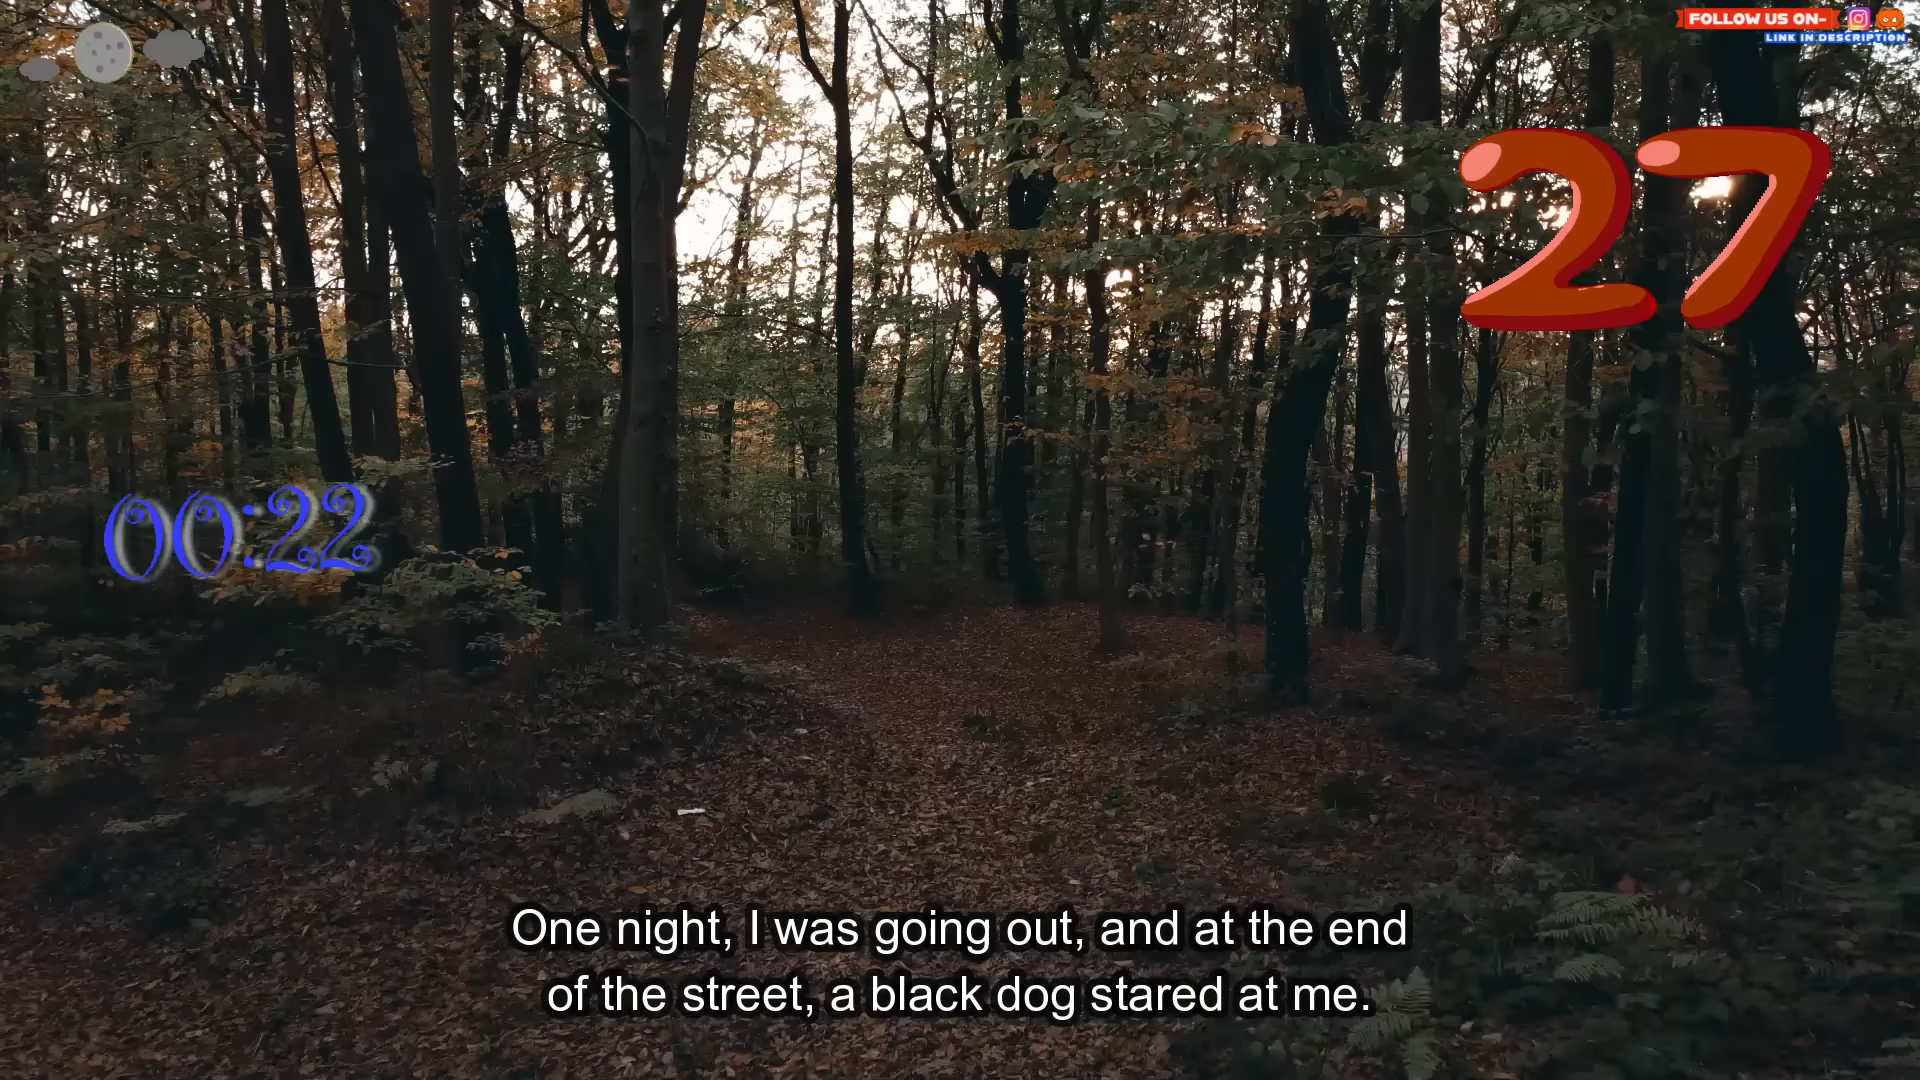 FOLLOW US ON-
LINK IN DESCRIPTION
27
00:22
One night, I was going out, and at the end
of the street, a black dog stared at me.